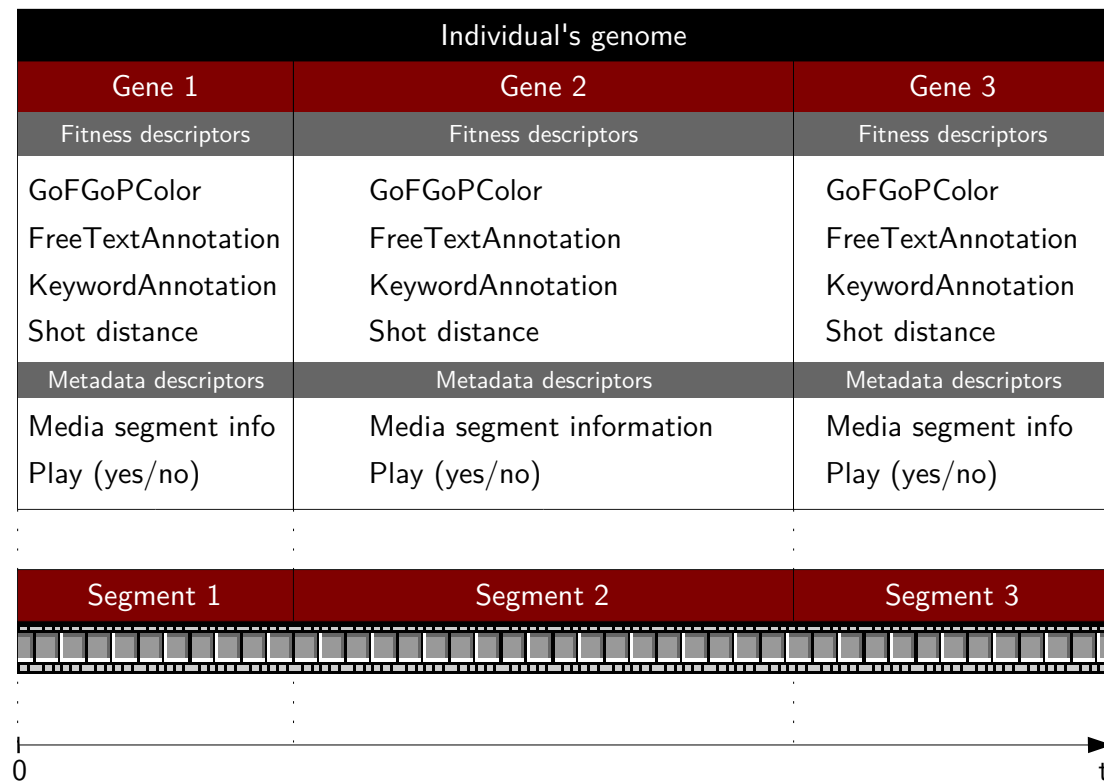 Individual's genome
Gene 1 Gene 2 Gene 3
Fitness descriptors Fitness descriptors Fitness descriptors
GoFGoPColor GoFGoPColor GoFGoPColor
FreeTextAnnotation FreeTextAnnotation FreeTextAnnotation
KeywordAnnotation KeywordAnnotation KeywordAnnotation
Shot distance Shot distance Shot distance
Metadata descriptors Metadata descriptors Metadata descriptors
Media segment info Media segment information Media segment info
Play (yes/no) Play (yes/no) Play (yes/no)
Segment 1 Segment 2 Segment 3
0 t